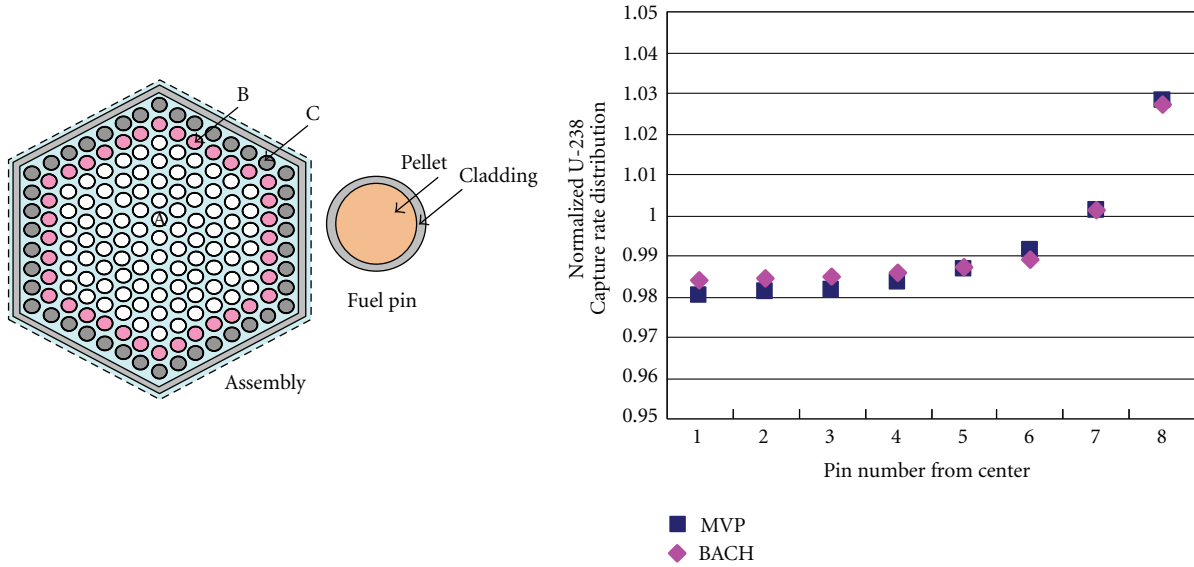 B
C
A
Pellet
Cladding
Fuel pin
Assembly
Normalized U-238
Capture rate distribution
1.05
1.04
1.03
1.02
1.01
1
0.99
0.98
0.97
0.96
0.95
1 2 3 4 5 6 7 8
Pin number from center
MVP
BACH